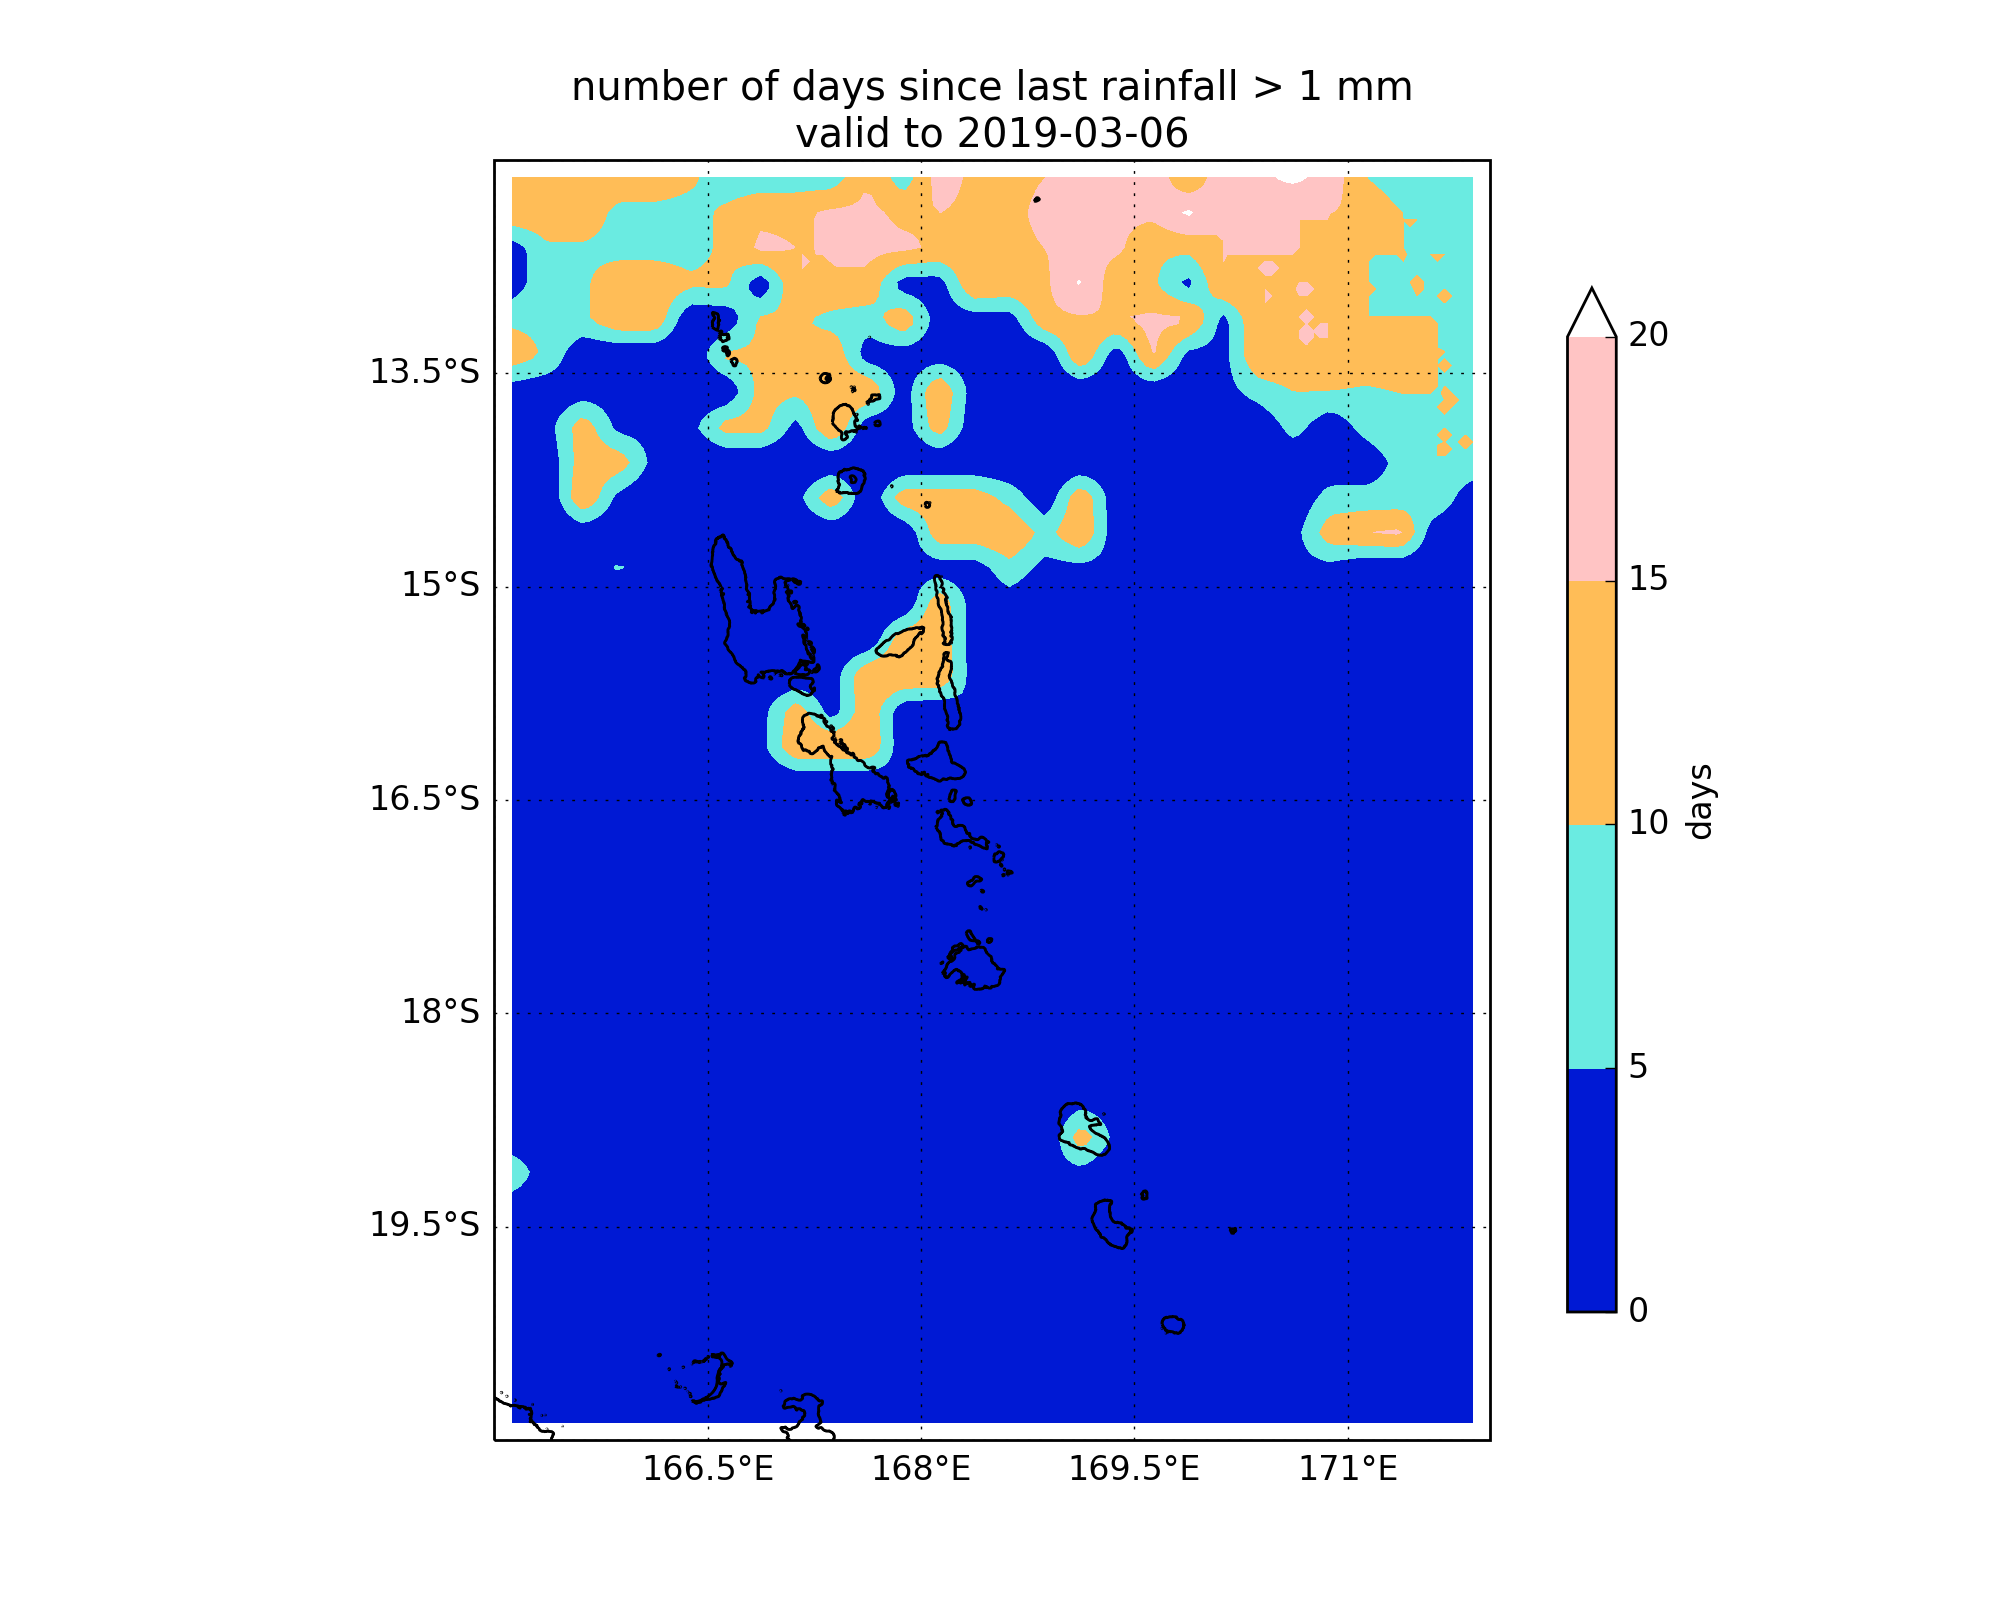 number of days since last rainfall > 1 mm
valid to 2019-03-06
13.5°S
15°S
16.5°S
18°S
19.5°S
166.5°E
168°E
169.5°E
171°E
20
15
10
5
0
days